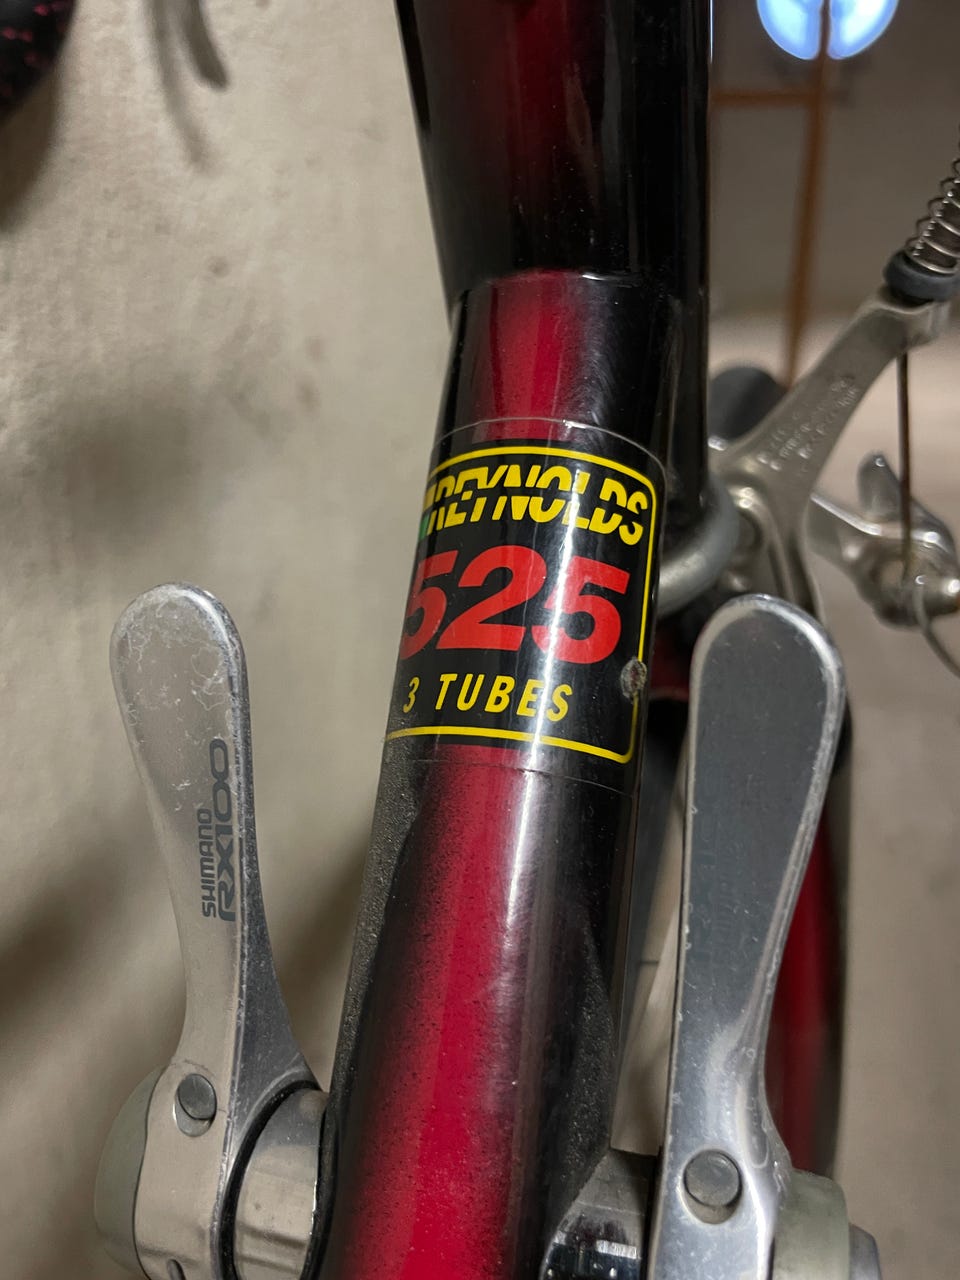 REYNOLDS
525
3 TUBES
SHIMANO
RX100